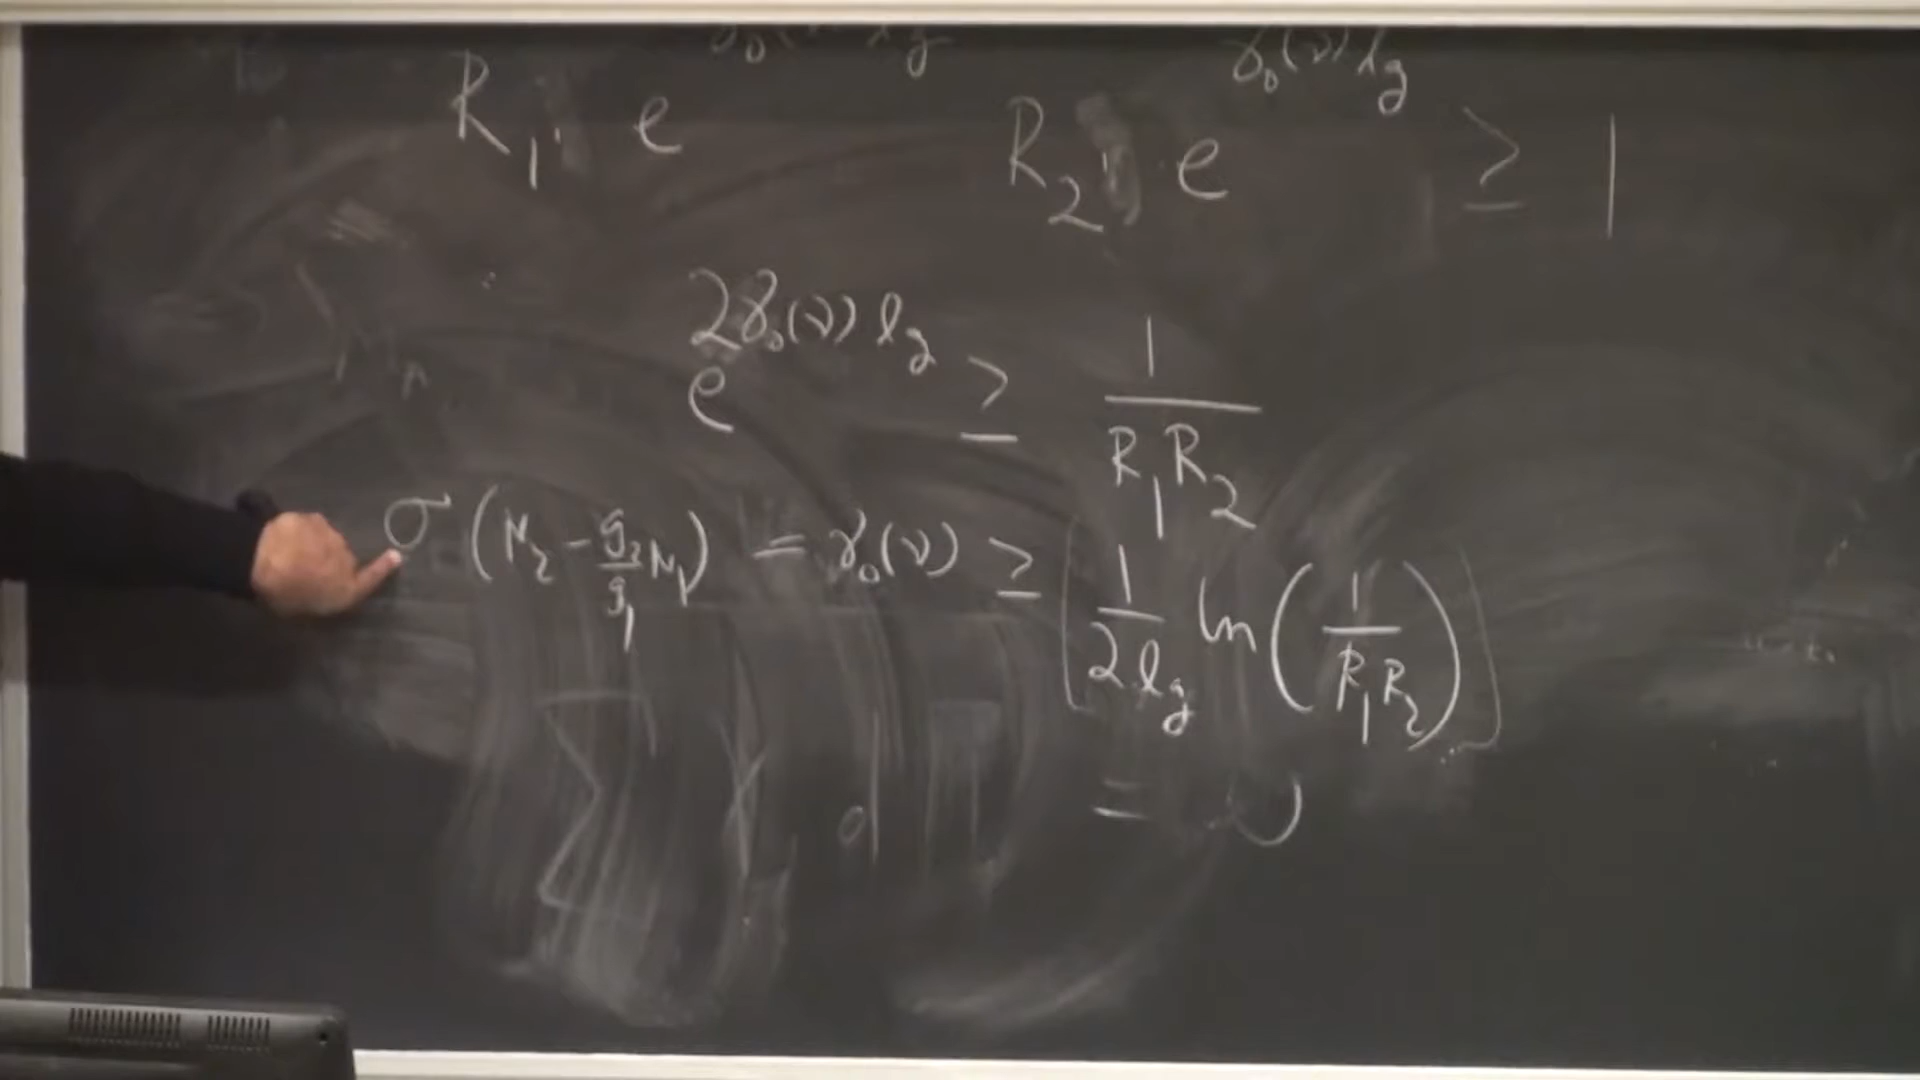 R₁ e^{γ₀(ν) l_g} R₂ e^{γ₀(ν) l_g} ≥ 1
e^{2γ₀(ν) l_g} ≥ 1/(R₁R₂)
σ (N₂ - g₂/g₁ N₁) = γ₀(ν) ≥ [1/(2l_g) ln (1/(R₁R₂))]
=